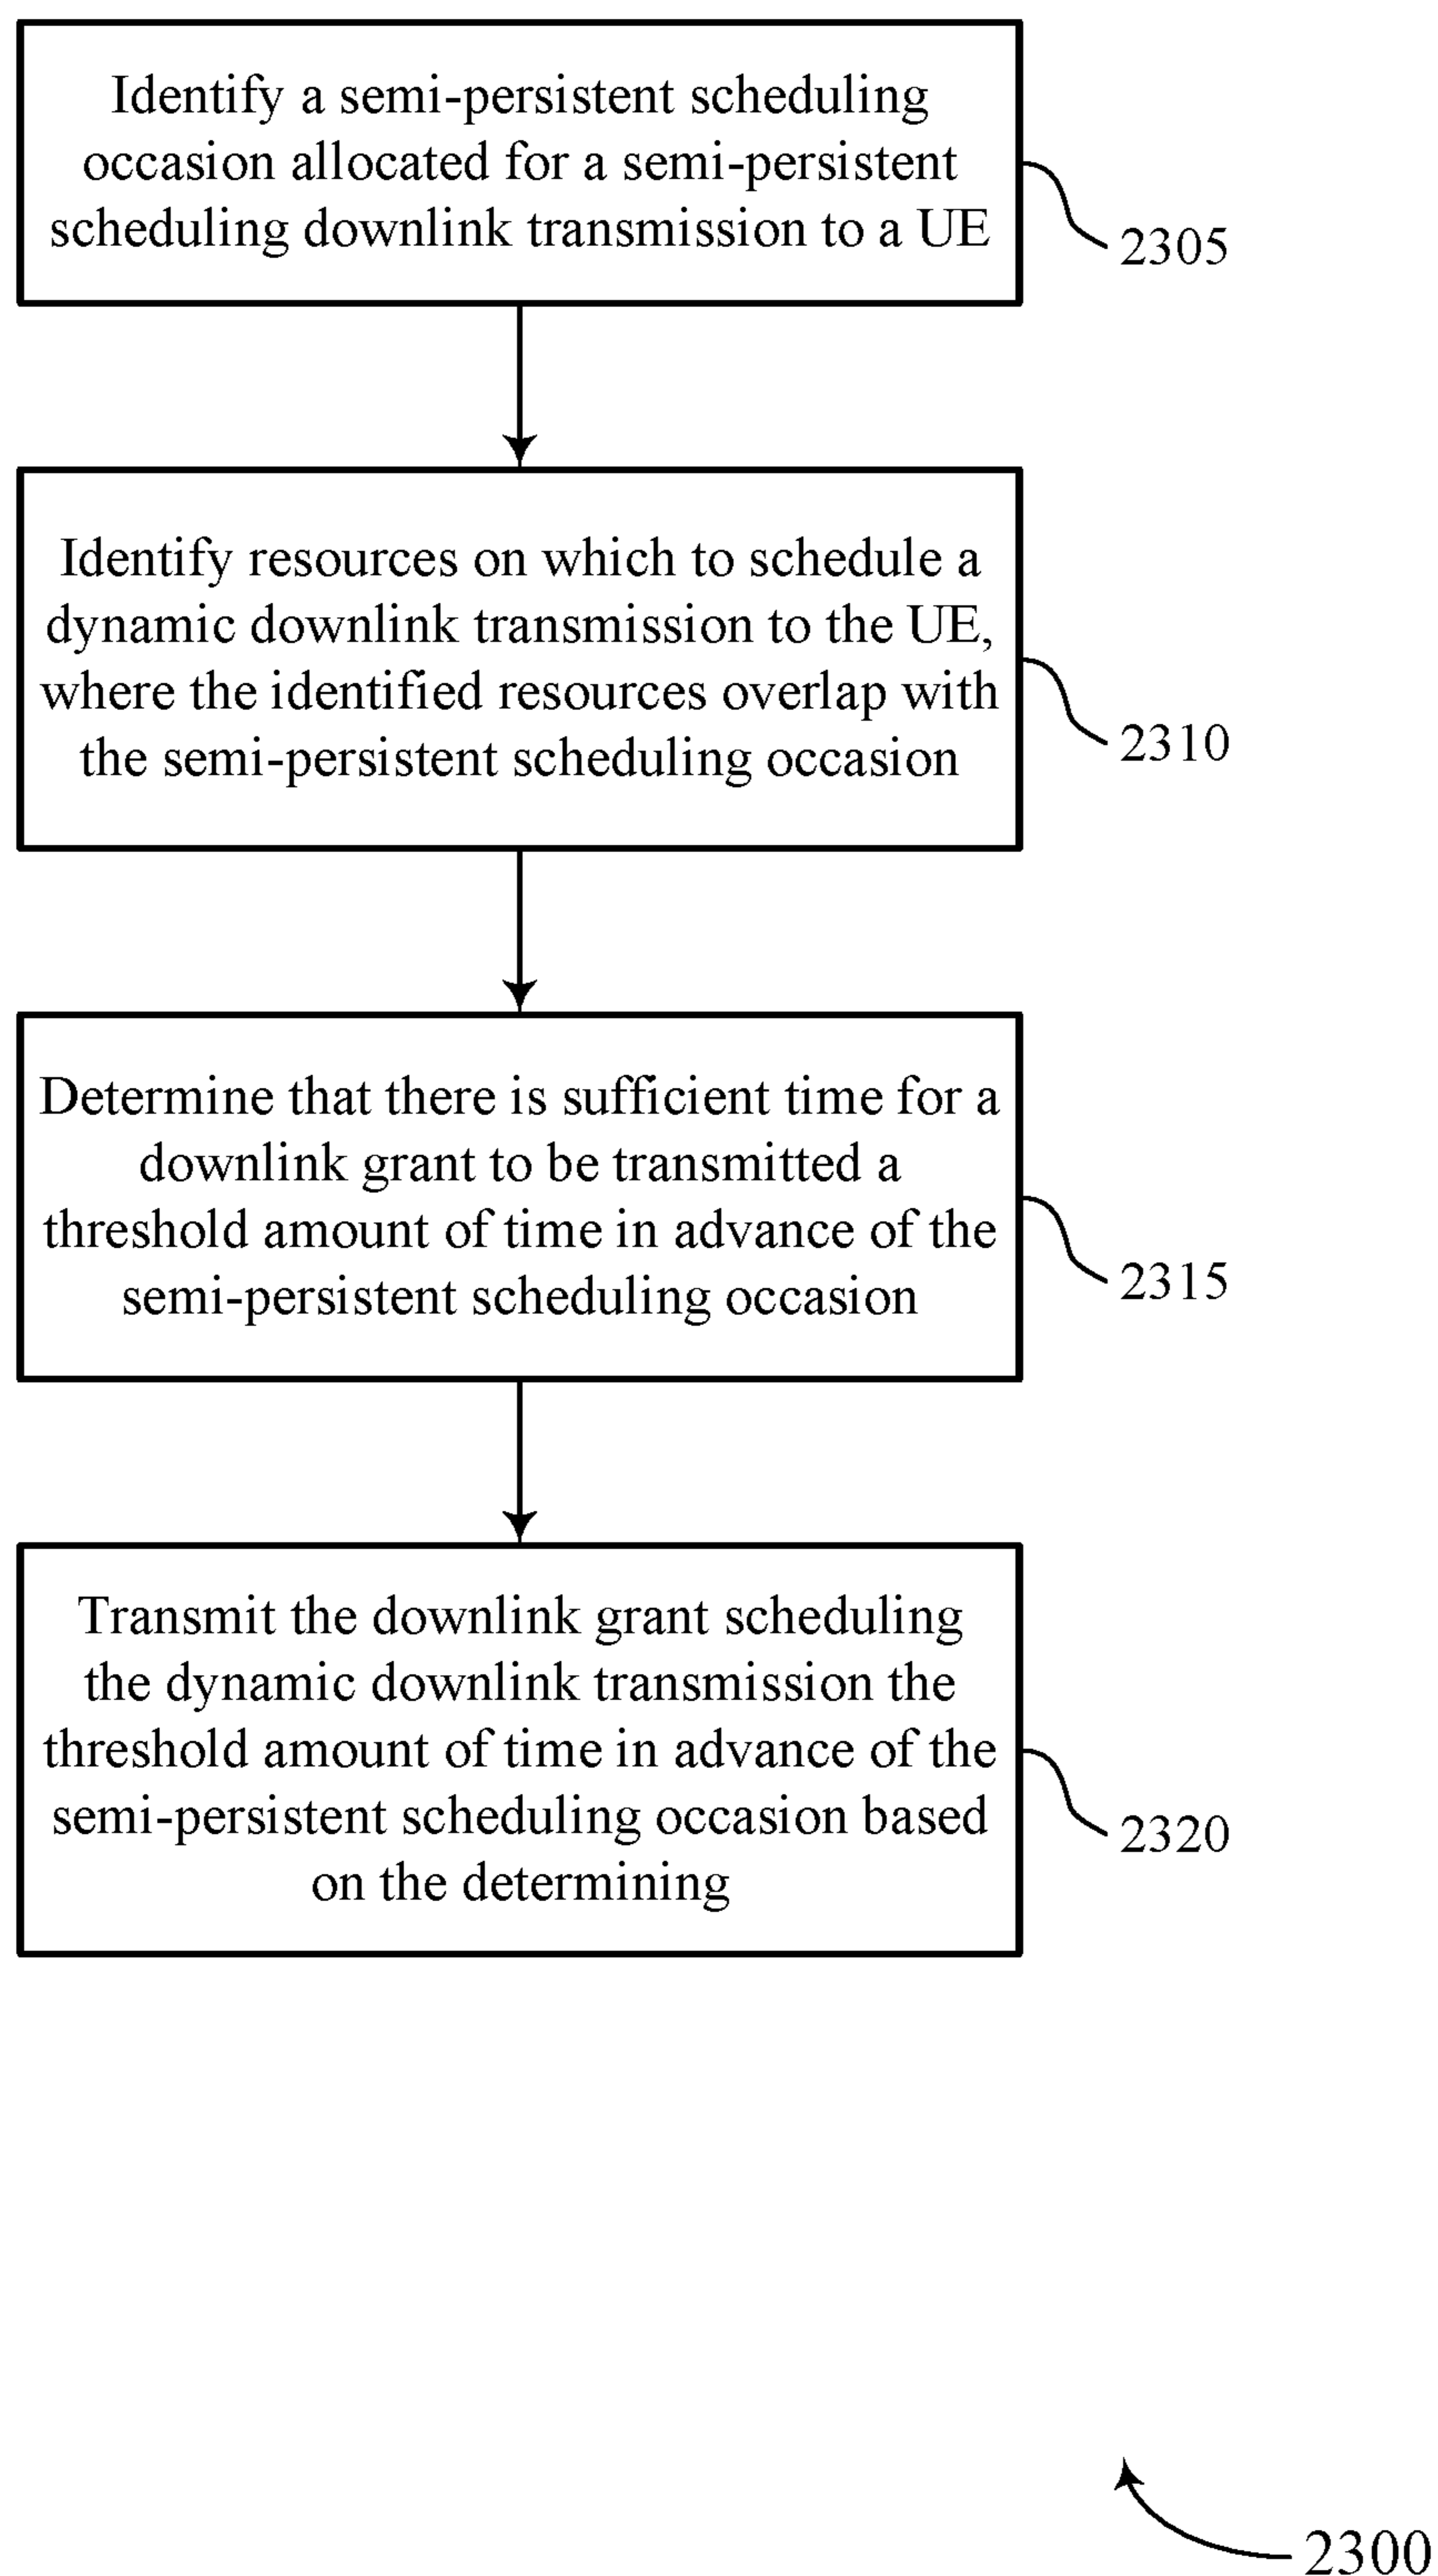 Identify a semi-persistent scheduling
occasion allocated for a semi-persistent
scheduling downlink transmission to a UE
2305
Identify resources on which to schedule a
dynamic downlink transmission to the UE,
where the identified resources overlap with
the semi-persistent scheduling occasion
2310
Determine that there is sufficient time for a
downlink grant to be transmitted a
threshold amount of time in advance of the
semi-persistent scheduling occasion
2315
Transmit the downlink grant scheduling
the dynamic downlink transmission the
threshold amount of time in advance of the
semi-persistent scheduling occasion based
on the determining
2320
2300